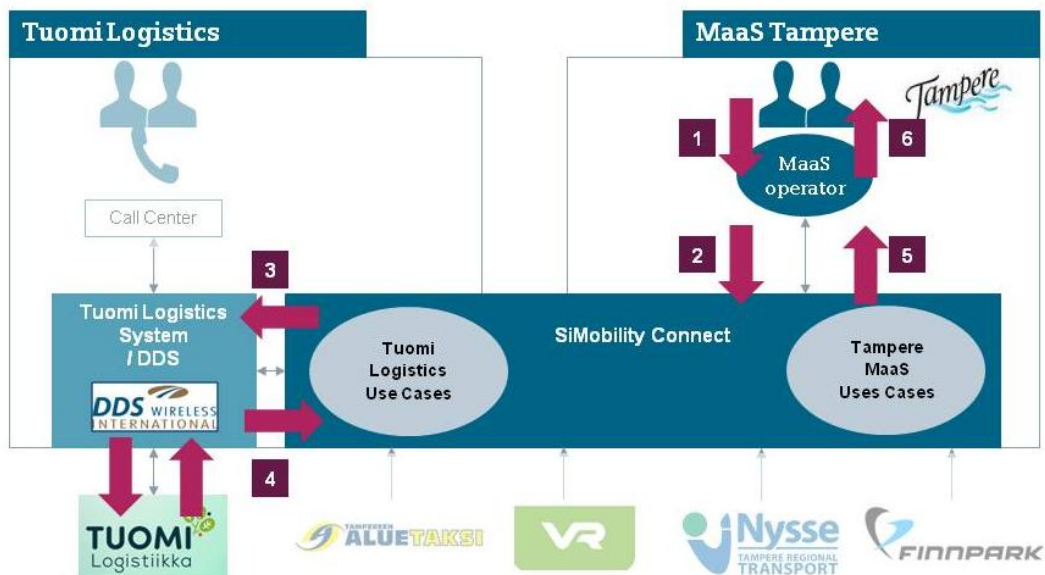 Tuomi Logistics
MaaS Tampere
Tampere
1
6
MaaS
operator
Call Center
2
5
3
Tuomi Logistics
System
/ DDS
SiMobility Connect
Tuomi
Logistics
Use Cases
Tampere
MaaS
Uses Cases
DDS WIRELESS
INTERNATIONAL
4
TUOMI
Logistiikka
TAMPEREEN
ALUETAKSI
VR
Nysse
TAMPERE REGIONAL
TRANSPORT
FINNPARK